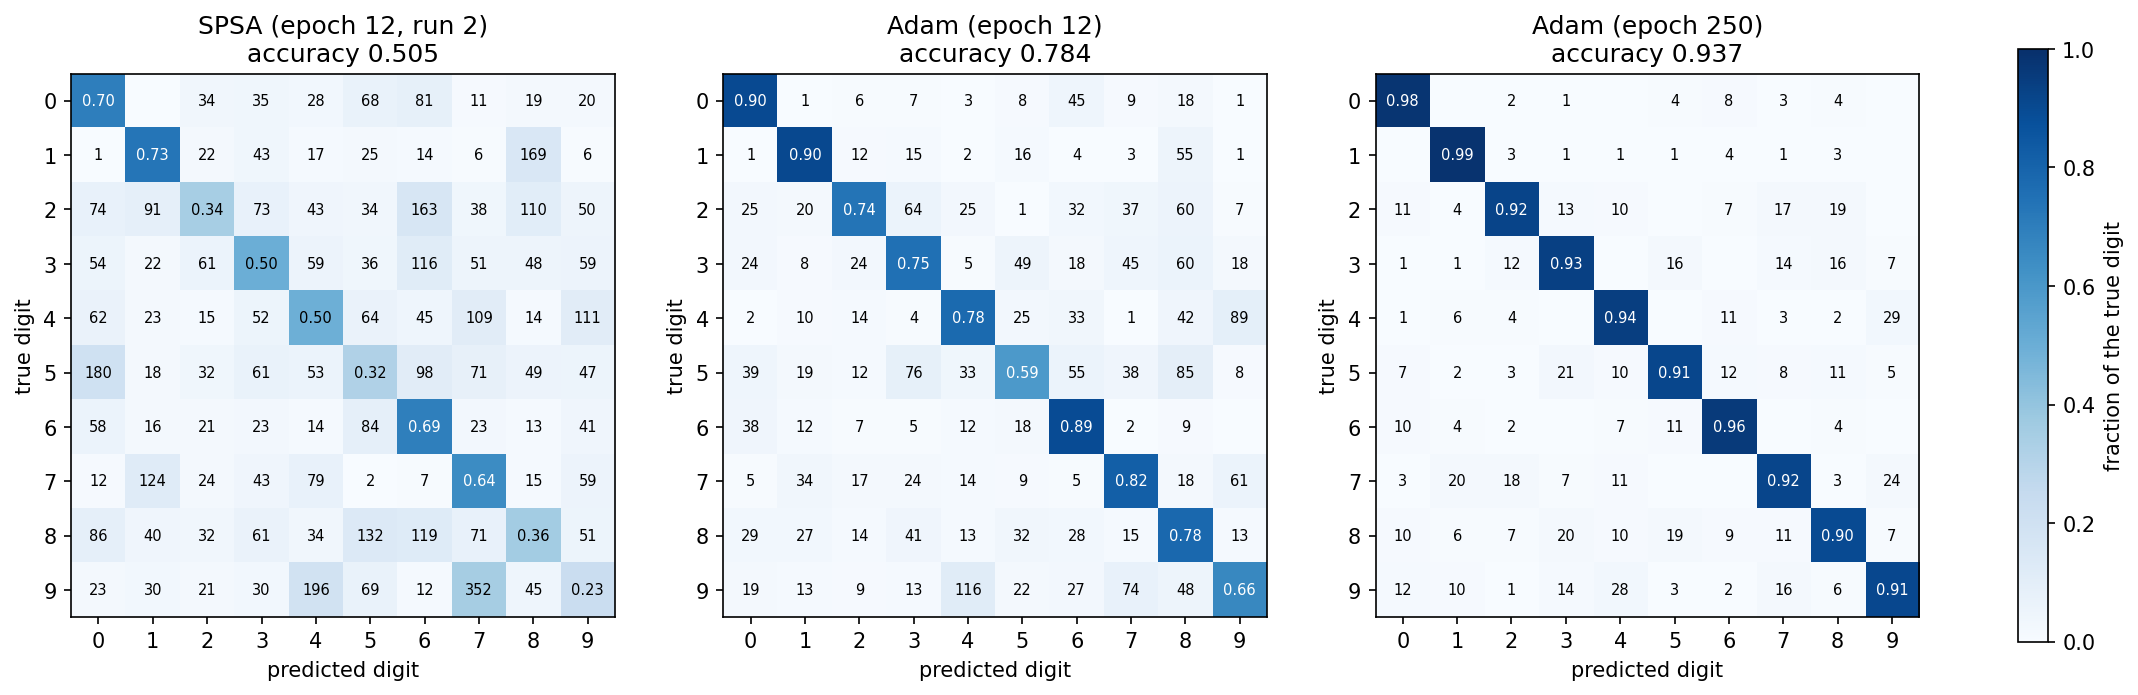 SPSA (epoch 12, run 2)
accuracy 0.505
true digit
0 0.70 34 35 28 68 81 11 19 20
1 1 0.73 22 43 17 25 14 6 169 6
2 74 91 0.34 73 43 34 163 38 110 50
3 54 22 61 0.50 59 36 116 51 48 59
4 62 23 15 52 0.50 64 45 109 14 111
5 180 18 32 61 53 0.32 98 71 49 47
6 58 16 21 23 14 84 0.69 23 13 41
7 12 124 24 43 79 2 7 0.64 15 59
8 86 40 32 61 34 132 119 71 0.36 51
9 23 30 21 30 196 69 12 352 45 0.23
0 1 2 3 4 5 6 7 8 9
predicted digit
Adam (epoch 12)
accuracy 0.784
true digit
0.90 1 6 7 3 8 45 9 18 1
1 0.90 12 15 2 16 4 3 55 1
25 20 0.74 64 25 1 32 37 60 7
24 8 24 0.75 5 49 18 45 60 18
2 10 14 4 0.78 25 33 1 42 89
39 19 12 76 33 0.59 55 38 85 8
38 12 7 5 12 18 0.89 2 9
5 34 17 24 14 9 5 0.82 18 61
29 27 14 41 13 32 28 15 0.78 13
19 13 9 13 116 22 27 74 48 0.66
0 1 2 3 4 5 6 7 8 9
predicted digit
Adam (epoch 250)
accuracy 0.937
true digit
0 0.98 2 1 4 8 3 4
1 0.99 3 1 1 1 4 1 3
2 11 4 0.92 13 10 7 17 19
3 1 1 12 0.93 16 14 16 7
4 1 6 4 0.94 11 3 2 29
5 7 2 3 21 10 0.91 12 8 11 5
6 10 4 2 7 11 0.96 4
7 3 20 18 7 11 0.92 3 24
8 10 6 7 20 10 19 9 11 0.90 7
9 12 10 1 14 28 3 2 16 6 0.91
0 1 2 3 4 5 6 7 8 9
predicted digit
1.0
0.8
0.6
0.4
0.2
0.0
fraction of the true digit